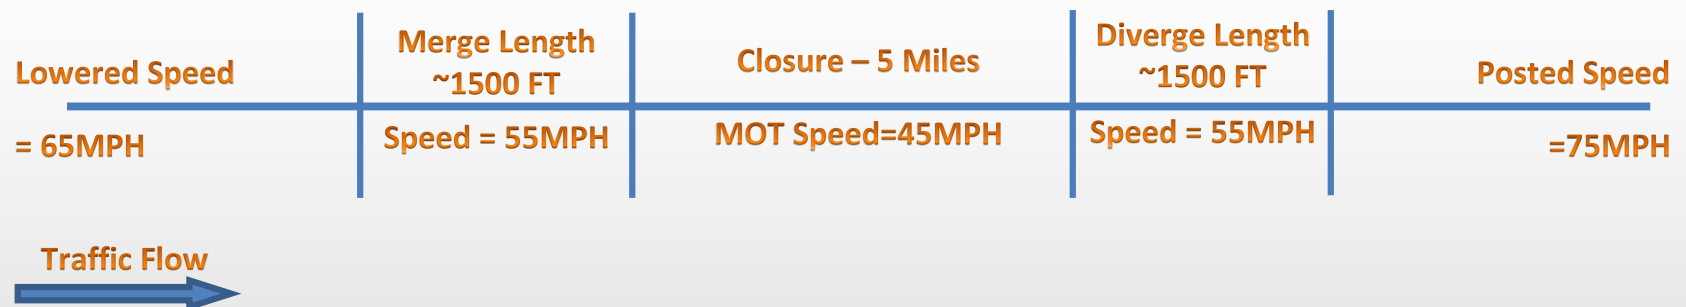 Lowered Speed
= 65MPH
Merge Length
~1500 FT
Speed = 55MPH
Closure – 5 Miles
MOT Speed=45MPH
Diverge Length
~1500 FT
Speed = 55MPH
Posted Speed
=75MPH
Traffic Flow